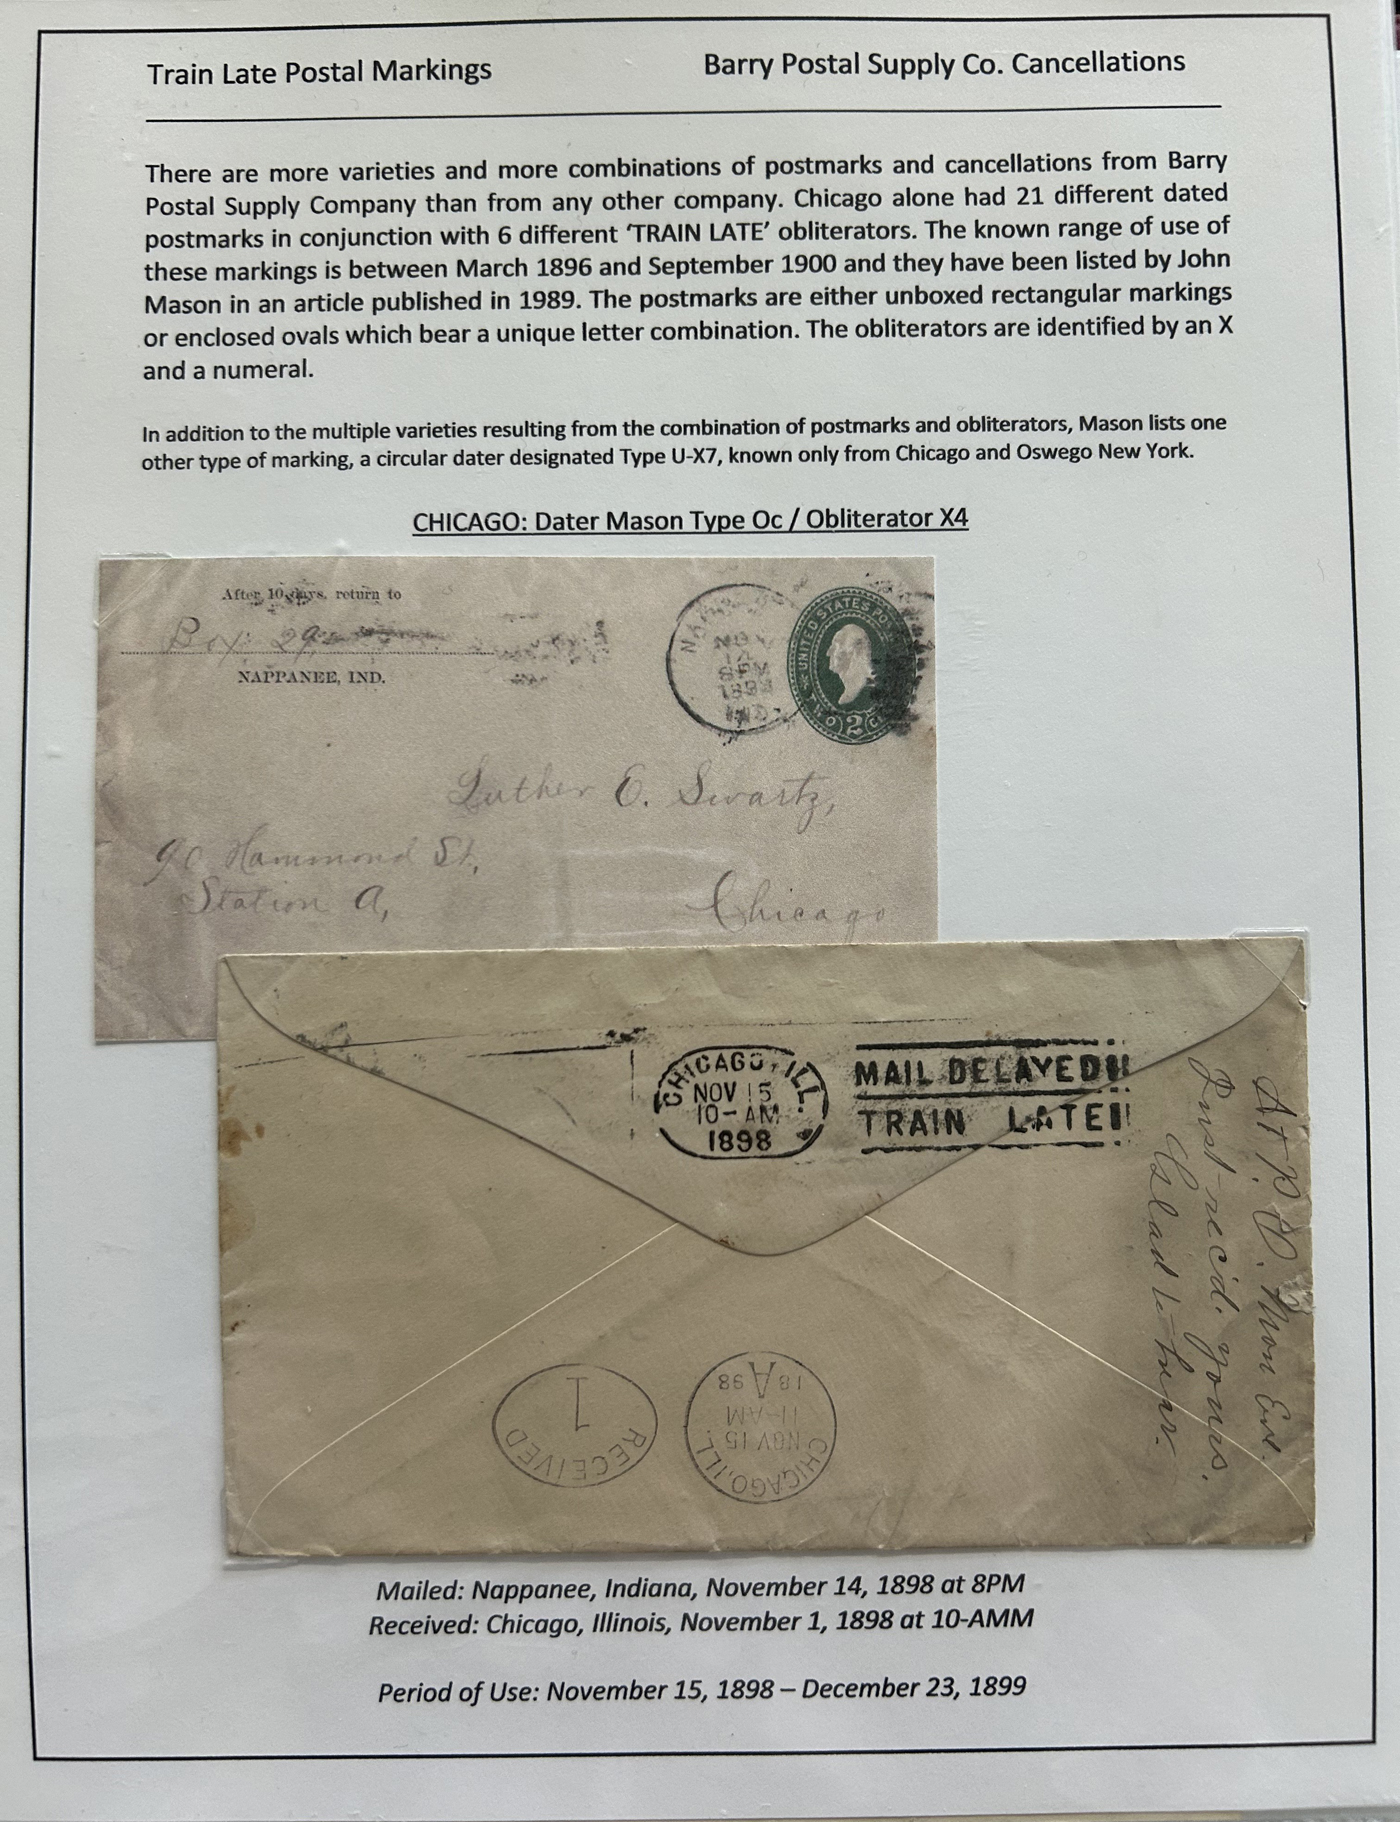 Train Late Postal Markings
Barry Postal Supply Co. Cancellations
There are more varieties and more combinations of postmarks and cancellations from Barry
Postal Supply Company than from any other company. Chicago alone had 21 different dated
postmarks in conjunction with 6 different ‘TRAIN LATE’ obliterators. The known range of use of
these markings is between March 1896 and September 1900 and they have been listed by John
Mason in an article published in 1989. The postmarks are either unboxed rectangular markings
or enclosed ovals which bear a unique letter combination. The obliterators are identified by an X
and a numeral.
In addition to the multiple varieties resulting from the combination of postmarks and obliterators, Mason lists one
other type of marking, a circular dater designated Type U-X7, known only from Chicago and Oswego New York.
CHICAGO: Dater Mason Type Oc / Obliterator X4
After 10 days, return to
Box 29
NAPPANEE, IND.
NOV
14
8PM
1898
IND
UNITED STATES PO
2
Luther E. Swartz,
90 Hammond St,
Station A,
Chicago
CHICAGO, ILL.
NOV 15
10-AM
1898
MAIL DELAYED
TRAIN LATE
At P.O. Mon Eve.
Just rec'd. yours.
Glad to hear.
RECEIVED
1
CHICAGO, ILL.
NOV 15
11-AM
18 A 98
Mailed: Nappanee, Indiana, November 14, 1898 at 8PM
Received: Chicago, Illinois, November 1, 1898 at 10-AMM
Period of Use: November 15, 1898 – December 23, 1899